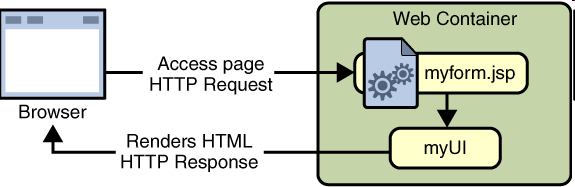 Web Container
Access page
HTTP Request
myform.jsp
Browser
Renders HTML
HTTP Response
myUI